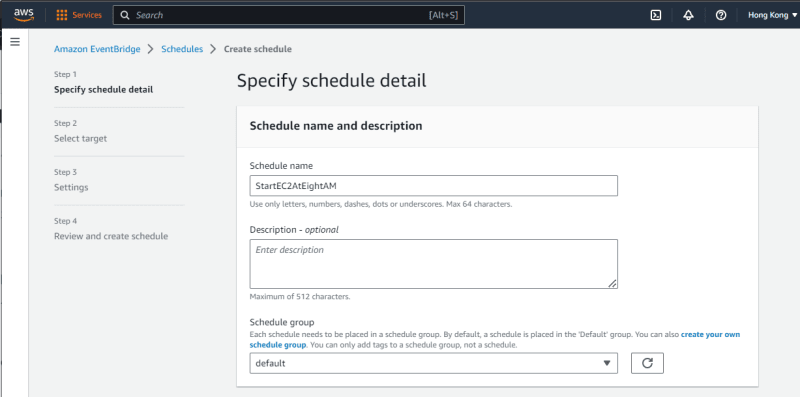 aws
Services
Search
[Alt+S]
Hong Kong
Amazon EventBridge
Schedules
Create schedule
Step 1
Specify schedule detail
Step 2
Select target
Step 3
Settings
Step 4
Review and create schedule
Specify schedule detail
Schedule name and description
Schedule name
StartEC2AtEightAM
Use only letters, numbers, dashes, dots or underscores. Max 64 characters.
Description - optional
Enter description
Maximum of 512 characters.
Schedule group
Each schedule needs to be placed in a schedule group. By default, a schedule is placed in the 'Default' group. You can also create your own
schedule group. You can only add tags to a schedule group, not a schedule.
default